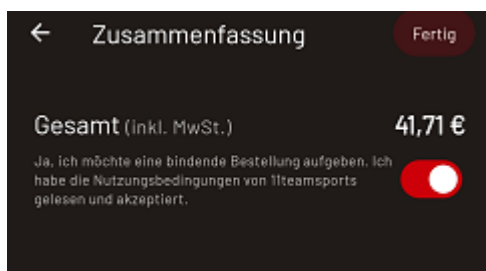 Zusammenfassung
Fertig
Gesamt (inkl. MwSt.) 41,71 €
Ja, ich möchte eine bindende Bestellung aufgeben. Ich
habe die Nutzungsbedingungen von 11teamsports
gelesen und akzeptiert.